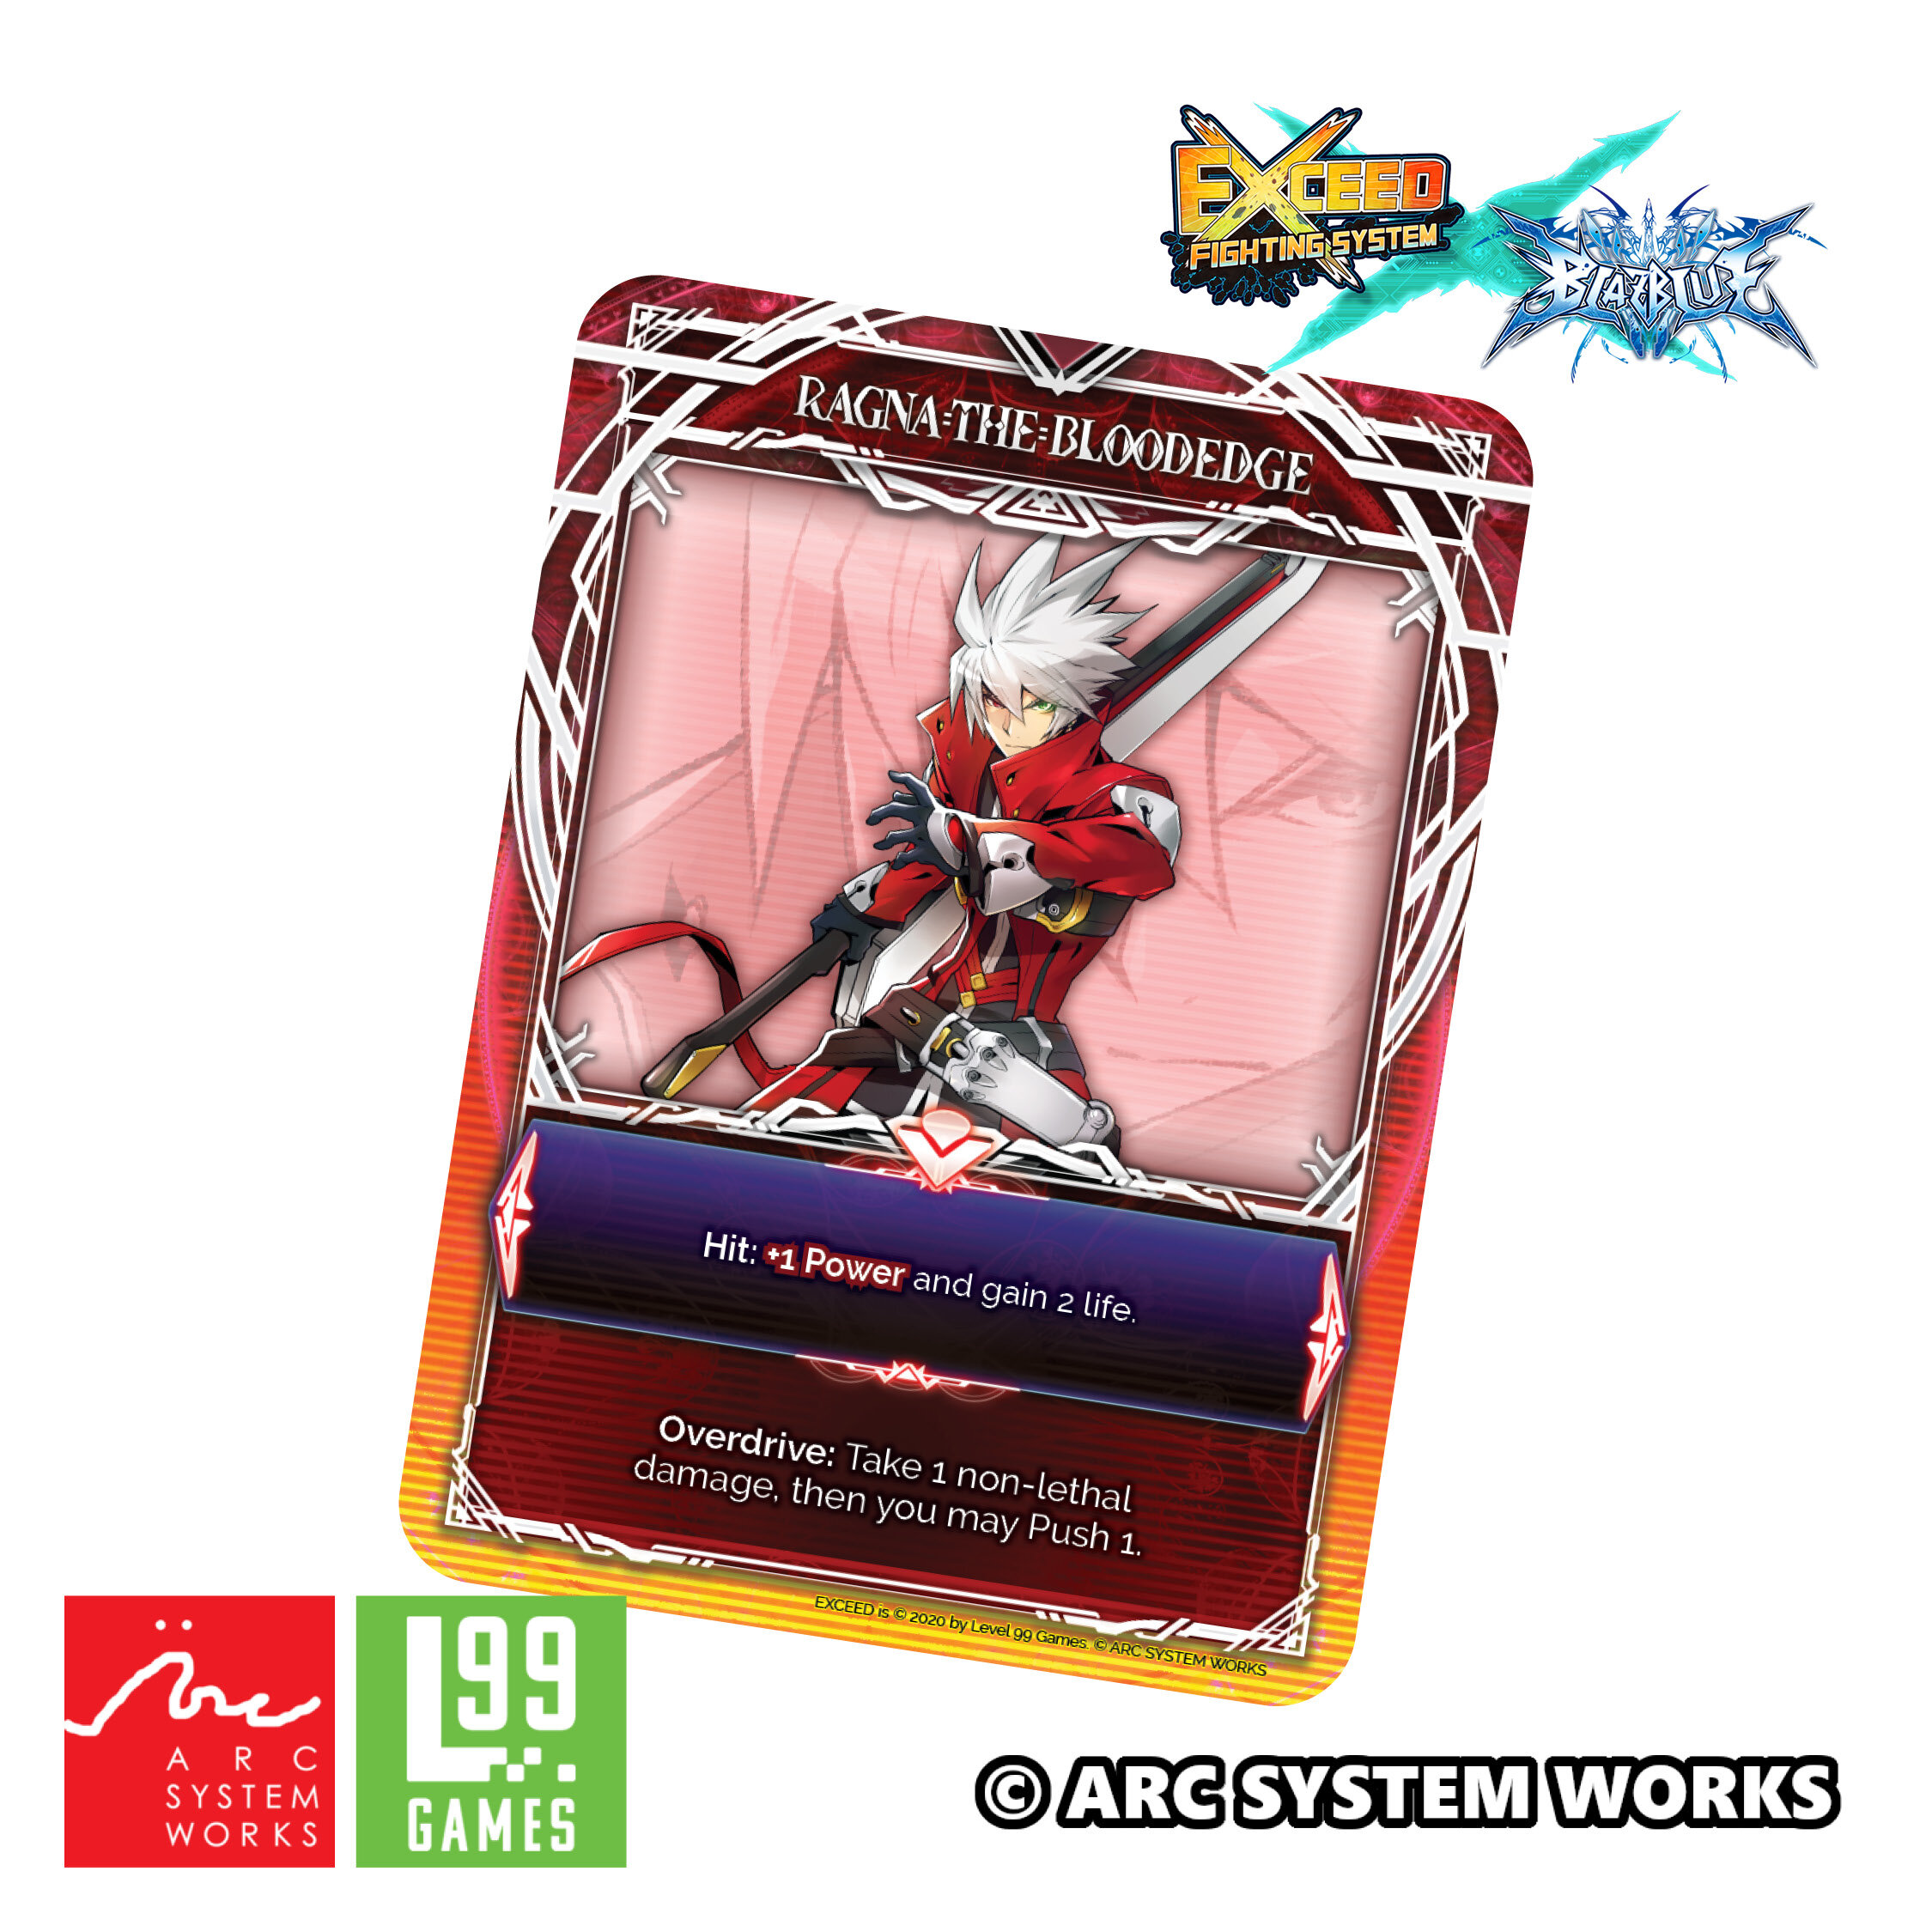 EXCEED
FIGHTING SYSTEM
BLAZBLUE
RAGNA=THE=BLOODEDGE
Hit: +1 Power and gain 2 life.
Overdrive: Take 1 non-lethal
damage, then you may Push 1.
EXCEED is © 2020 by Level 99 Games. © ARC SYSTEM WORKS
Arc
ARC
SYSTEM
WORKS
L99
GAMES
© ARC SYSTEM WORKS